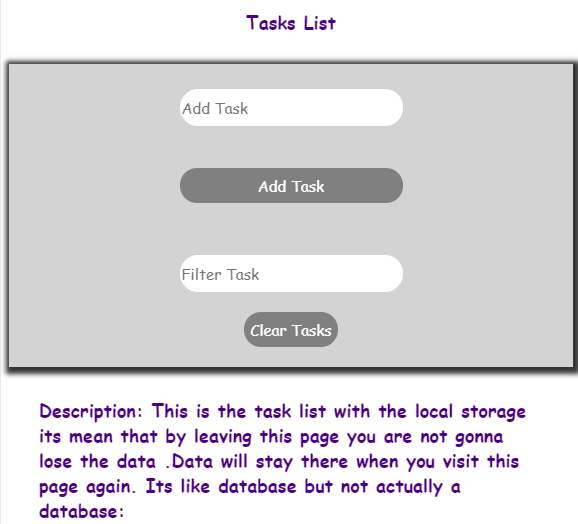 Tasks List
Add Task
Add Task
Filter Task
Clear Tasks
Description: This is the task list with the local storage
its mean that by leaving this page you are not gonna
lose the data .Data will stay there when you visit this
page again. Its like database but not actually a
database: